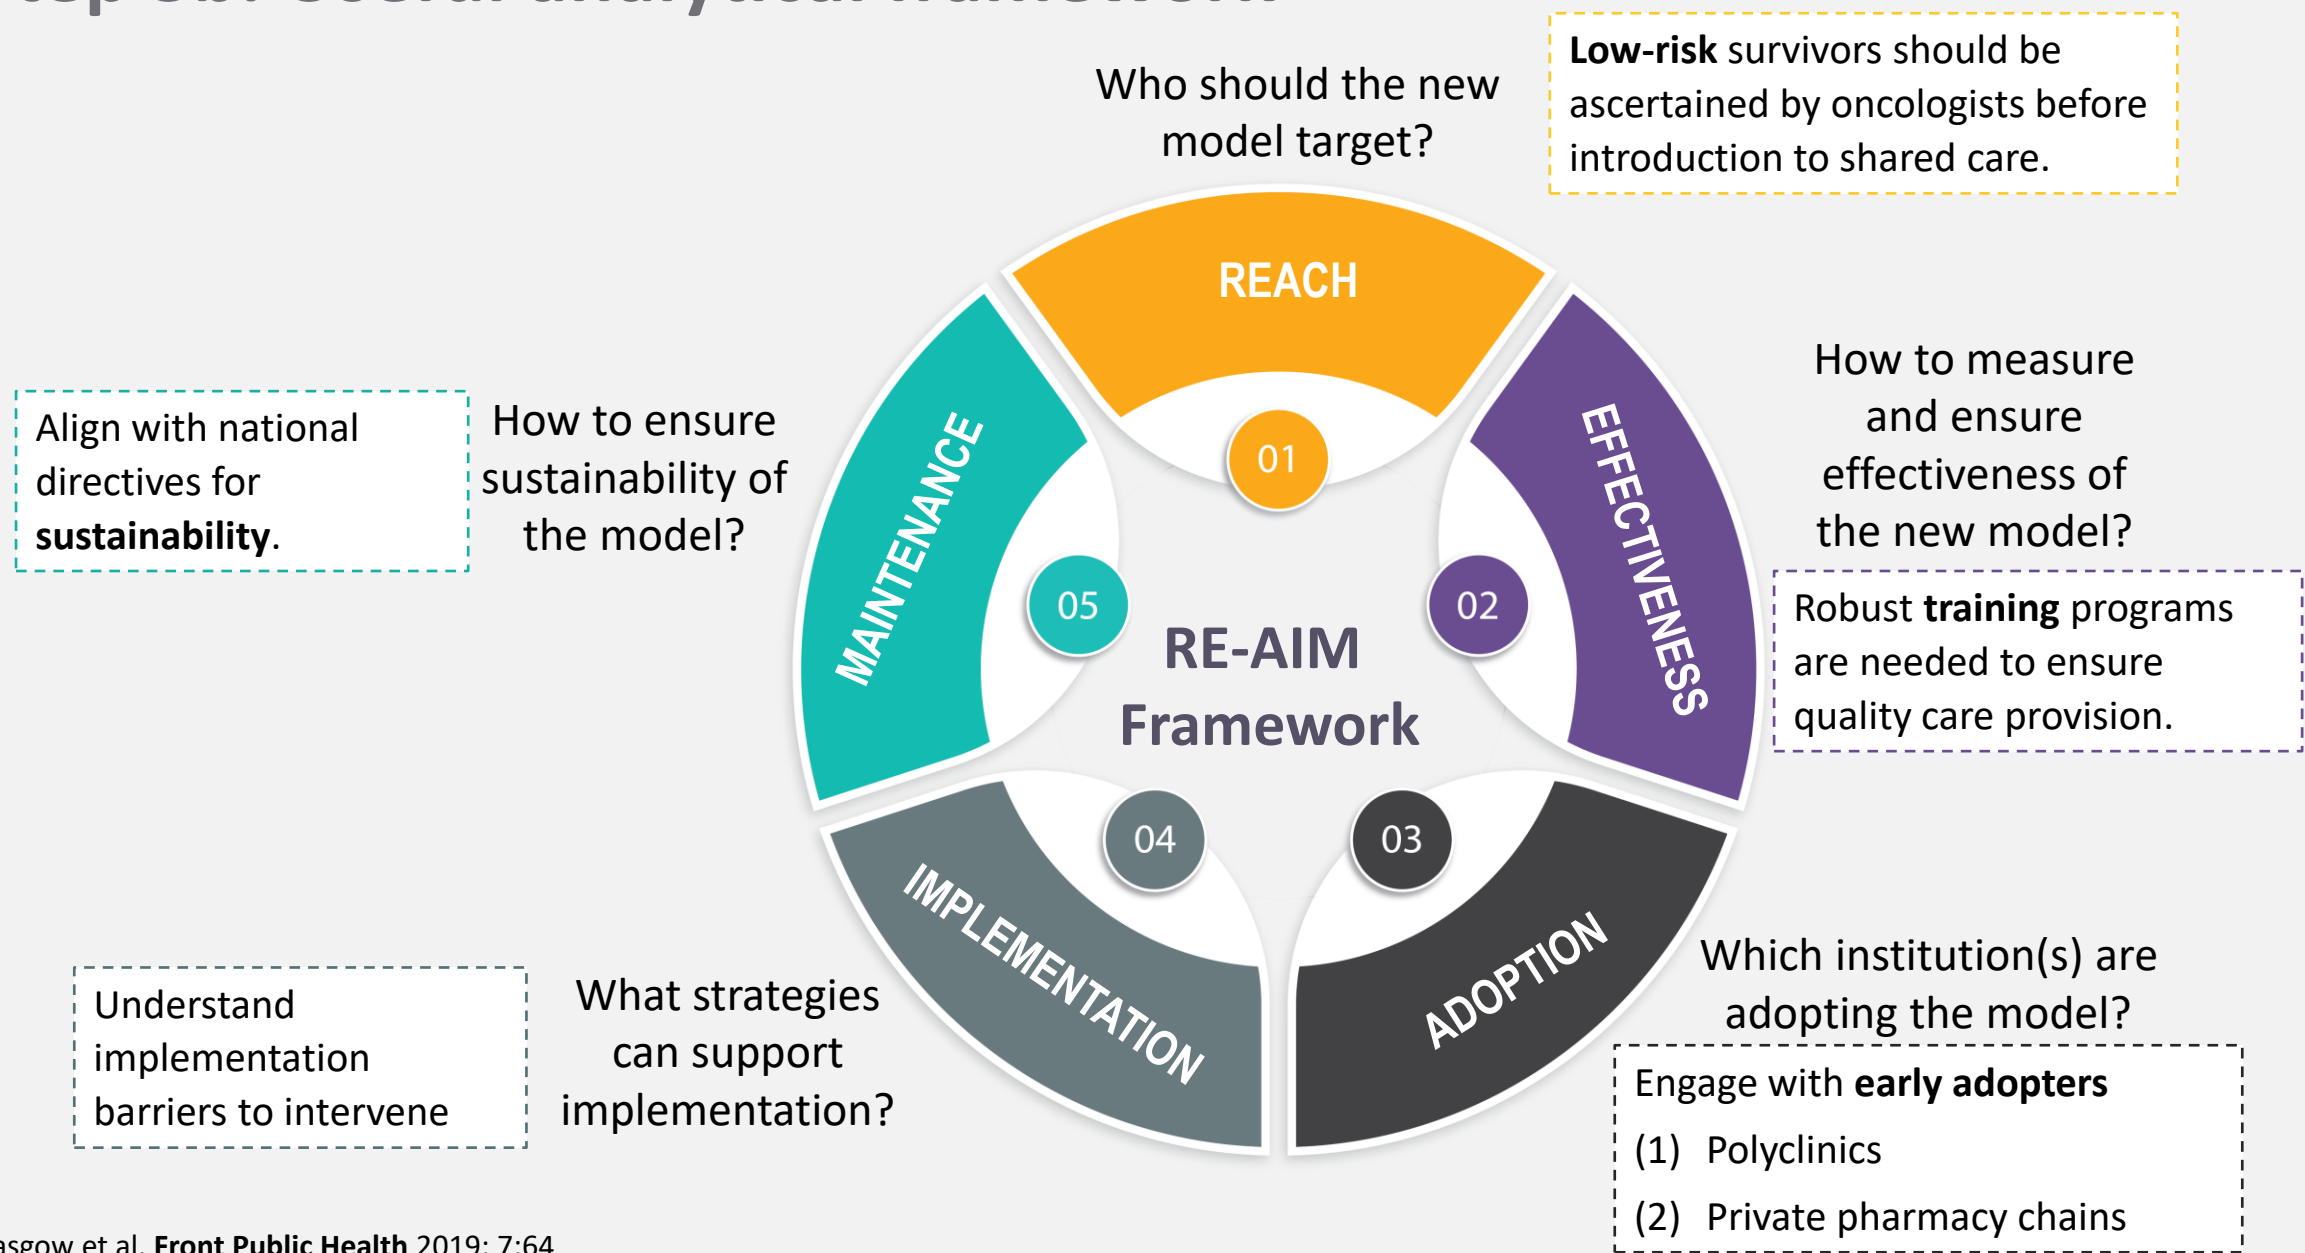 Who should the new
model target?
Low-risk survivors should be
ascertained by oncologists before
introduction to shared care.
REACH
01
How to measure
and ensure
effectiveness of
the new model?
EFFECTIVENESS
02
Robust training programs
are needed to ensure
quality care provision.
Align with national
directives for
sustainability.
How to ensure
sustainability of
the model?
MAINTENANCE
05
RE-AIM
Framework
04
03
IMPLEMENTATION
ADOPTION
Understand
implementation
barriers to intervene
What strategies
can support
implementation?
Which institution(s) are
adopting the model?
Engage with early adopters
(1) Polyclinics
(2) Private pharmacy chains
et al. Front Public Health 2019; 7:64